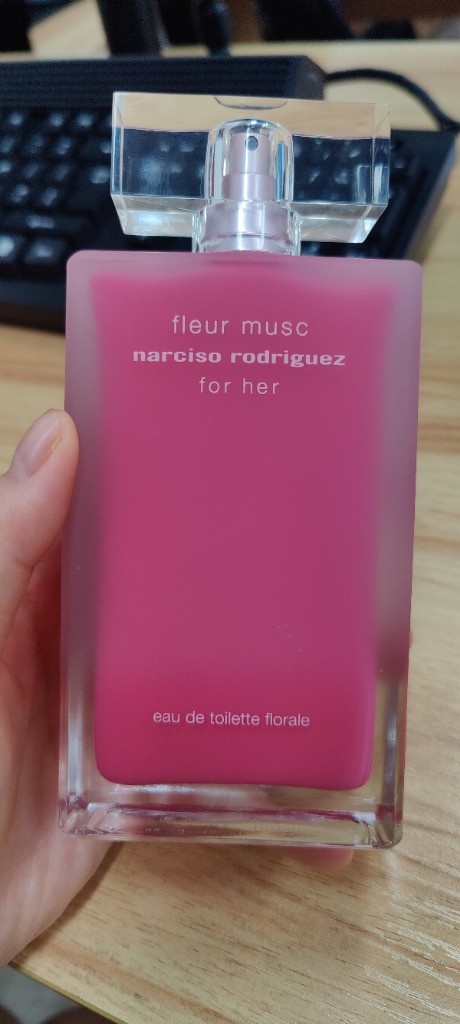 fleur musc
narciso rodriguez
for her
eau de toilette florale